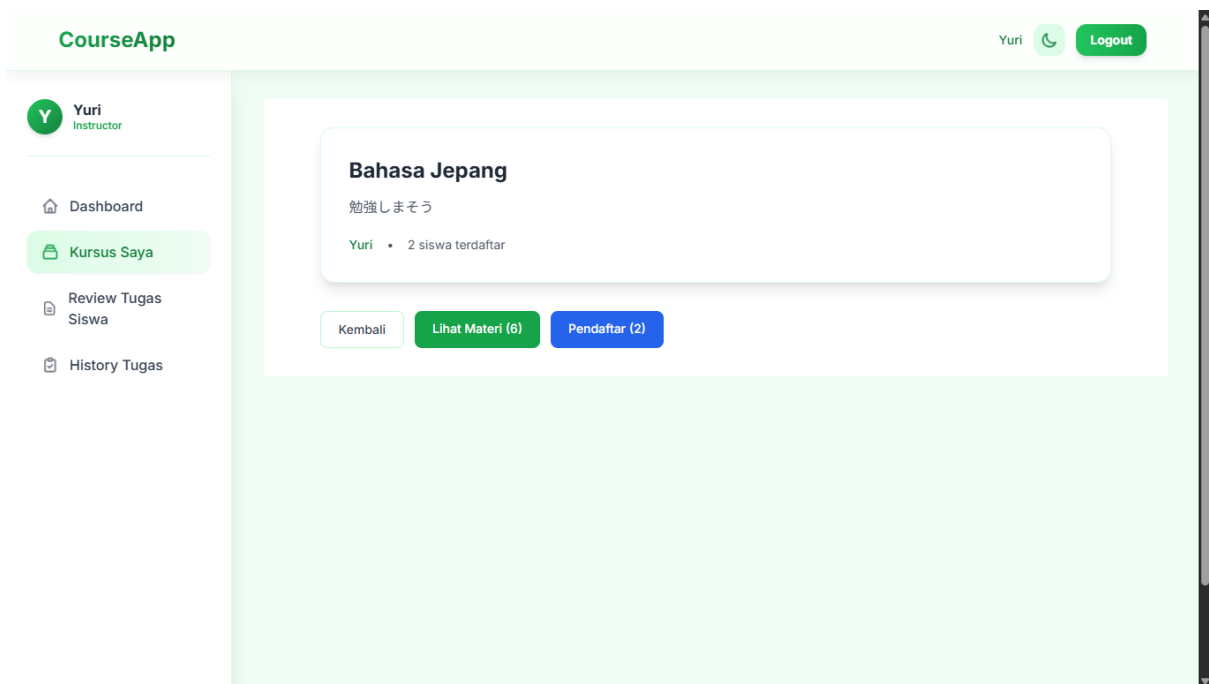 CourseApp
Yuri
Logout
Y
Yuri
Instructor
Dashboard
Kursus Saya
Review Tugas
Siswa
History Tugas
Bahasa Jepang
勉強しまそう
Yuri • 2 siswa terdaftar
Kembali
Lihat Materi (6)
Pendaftar (2)